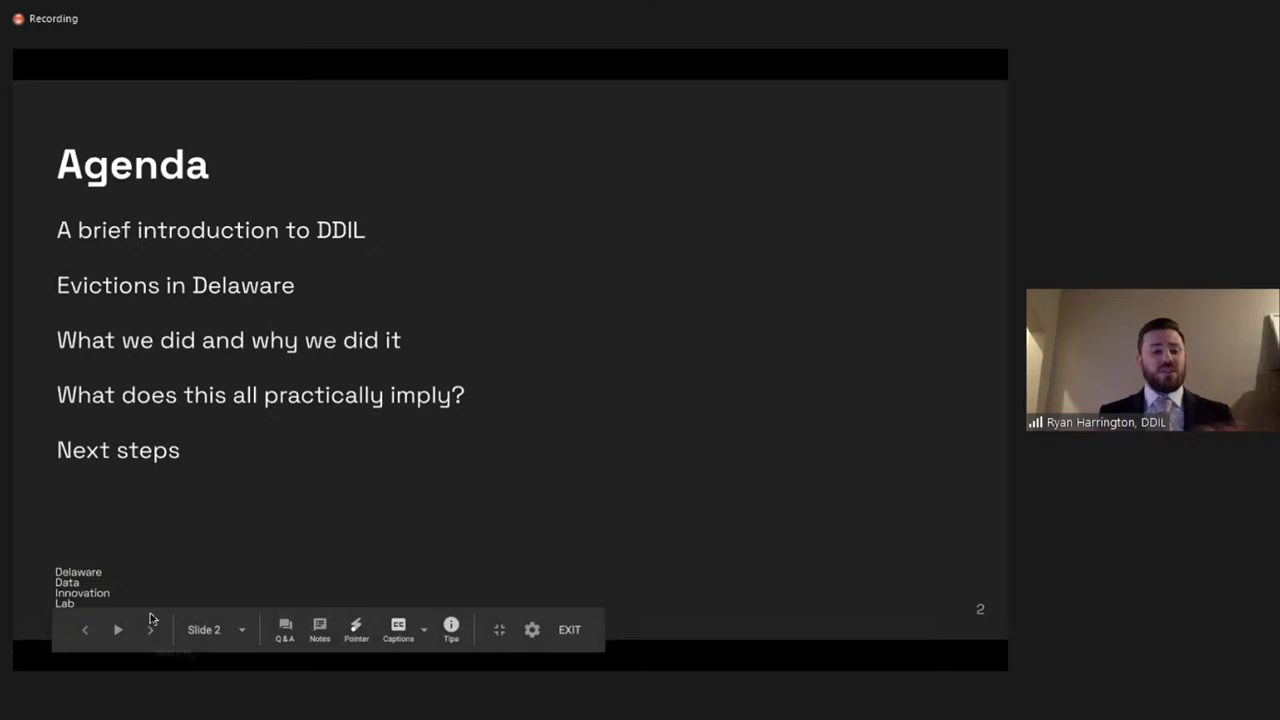 Recording
Agenda
A brief introduction to DDIL
Evictions in Delaware
What we did and why we did it
What does this all practically imply?
Next steps
Ryan Harrington, DDIL
Delaware
Data
Innovation
Lab
2
Slide 2
Q & A
Notes
Pointer
Captions
Tips
EXIT